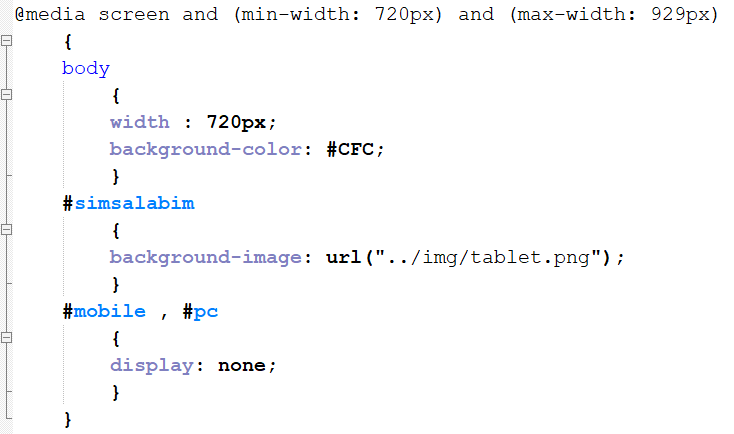 @media screen and (min-width: 720px) and (max-width: 929px)
{
body
{
width : 720px;
background-color: #CFC;
}
#simsalabim
{
background-image: url("../img/tablet.png");
}
#mobile , #pc
{
display: none;
}
}